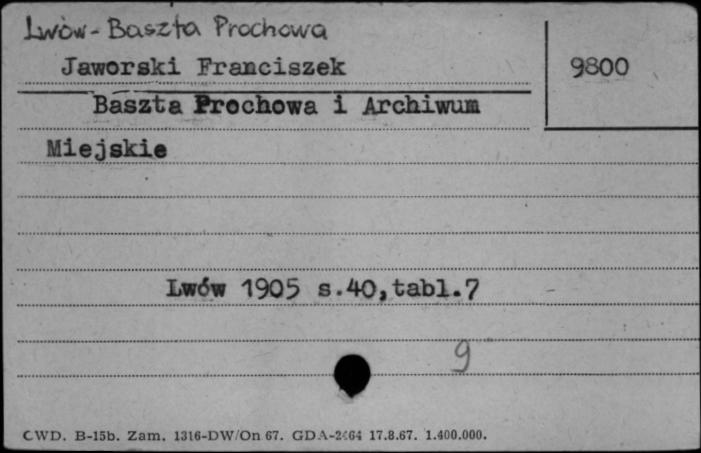 Lwów - Baszta Prochowa
Jaworski Franciszek
9800
Baszta Prochowa i Archiwum
Miejskie
Lwów 1905 s.40, tabl.7
9
CWD. B-15b. Zam. 1316-DW/On 67. GDA-2464 17.8.67. 1.400.000.